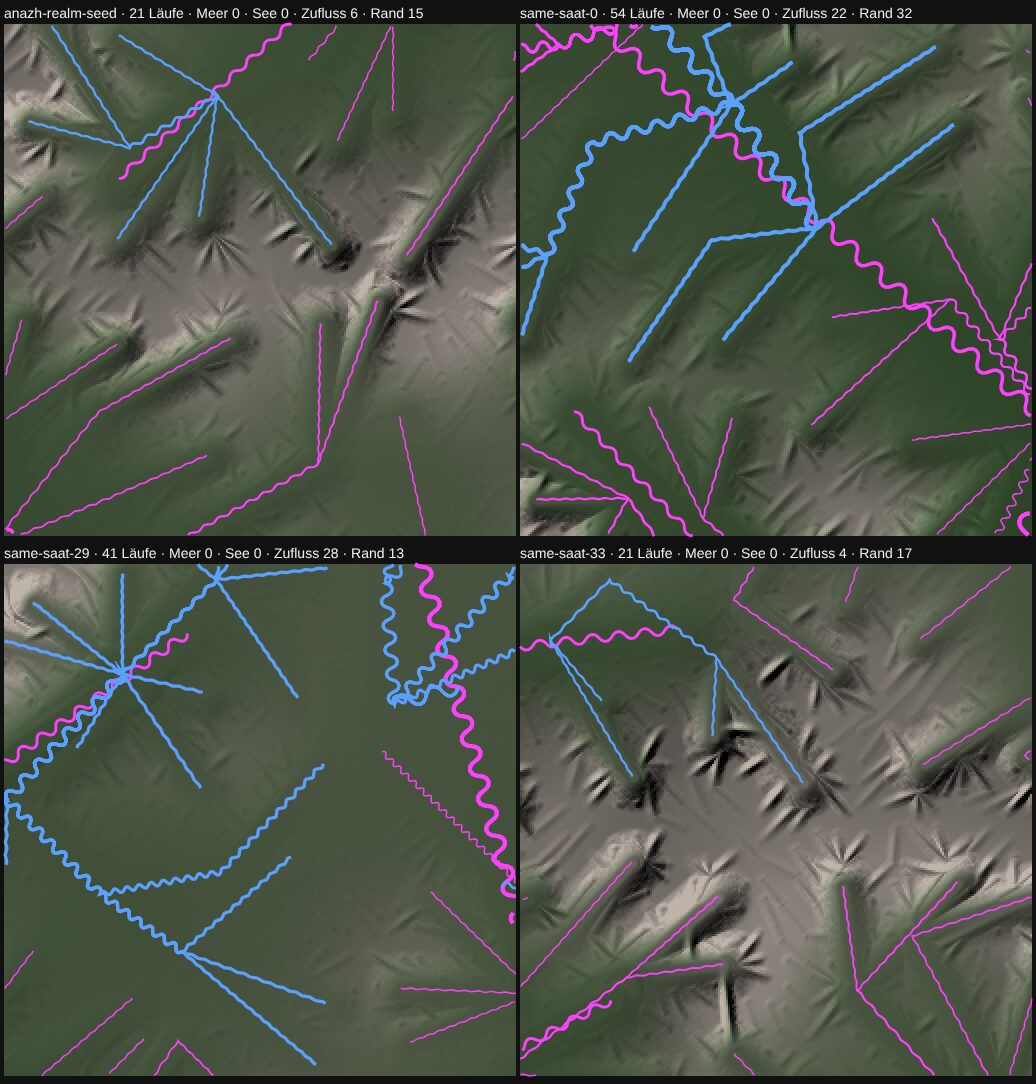 anazh-realm-seed · 21 Läufe · Meer 0 · See 0 · Zufluss 6 · Rand 15
same-saat-0 · 54 Läufe · Meer 0 · See 0 · Zufluss 22 · Rand 32
same-saat-29 · 41 Läufe · Meer 0 · See 0 · Zufluss 28 · Rand 13
same-saat-33 · 21 Läufe · Meer 0 · See 0 · Zufluss 4 · Rand 17